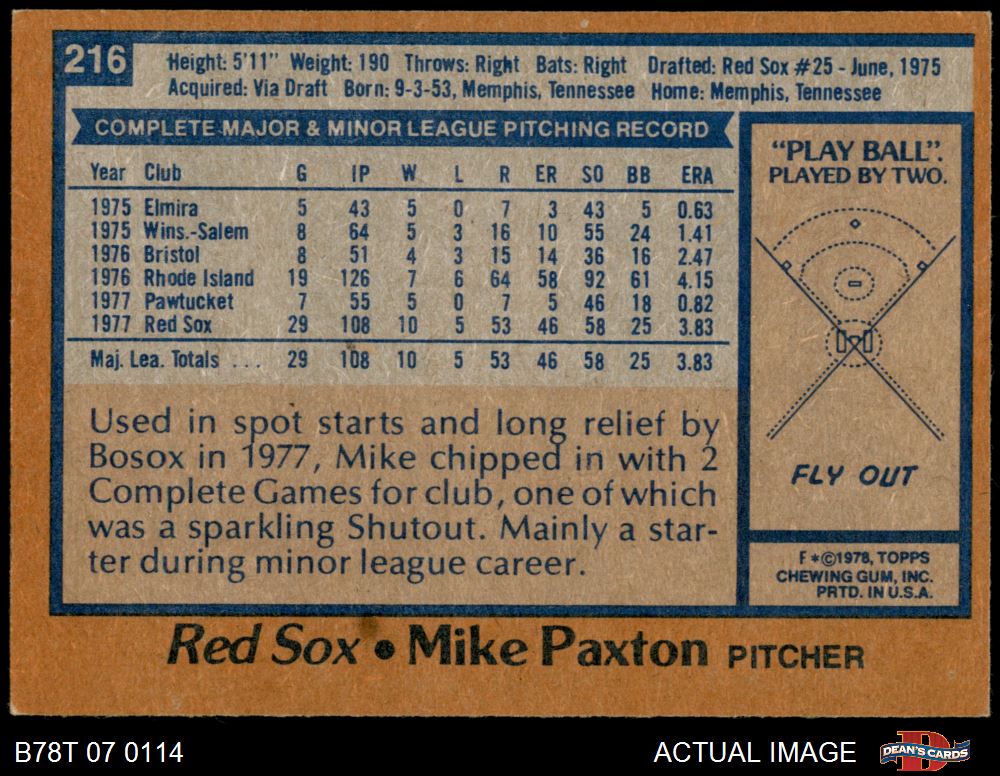 216
Height: 5'11" Weight: 190 Throws: Right Bats: Right Drafted: Red Sox #25 - June, 1975
Acquired: Via Draft Born: 9-3-53, Memphis, Tennessee Home: Memphis, Tennessee
COMPLETE MAJOR & MINOR LEAGUE PITCHING RECORD
Year Club G IP W L R ER SO BB ERA
1975 Elmira 5 43 5 0 7 3 43 5 0.63
1975 Wins.-Salem 8 64 5 3 16 10 55 24 1.41
1976 Bristol 8 51 4 3 15 14 36 16 2.47
1976 Rhode Island 19 126 7 6 64 58 92 61 4.15
1977 Pawtucket 7 55 5 0 7 5 46 18 0.82
1977 Red Sox 29 108 10 5 53 46 58 25 3.83
Maj. Lea. Totals . . . 29 108 10 5 53 46 58 25 3.83
Used in spot starts and long relief by
Bosox in 1977, Mike chipped in with 2
Complete Games for club, one of which
was a sparkling Shutout. Mainly a star-
ter during minor league career.
"PLAY BALL".
PLAYED BY TWO.
FLY OUT
F*©1978, TOPPS
CHEWING GUM, INC.
PRTD. IN U.S.A.
Red Sox • Mike Paxton PITCHER
B78T 07 0114
ACTUAL IMAGE
D
DEAN'S CARDS